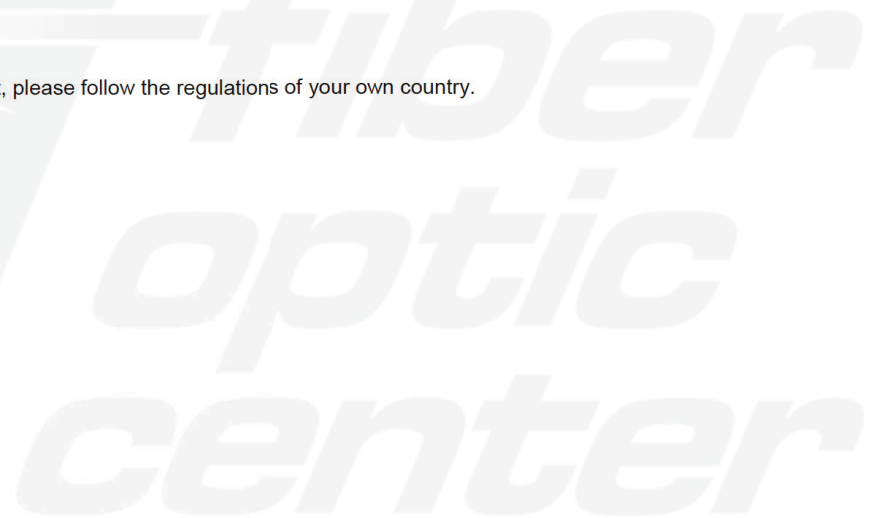 fiber
, please follow the regulations of your own country.
optic
center